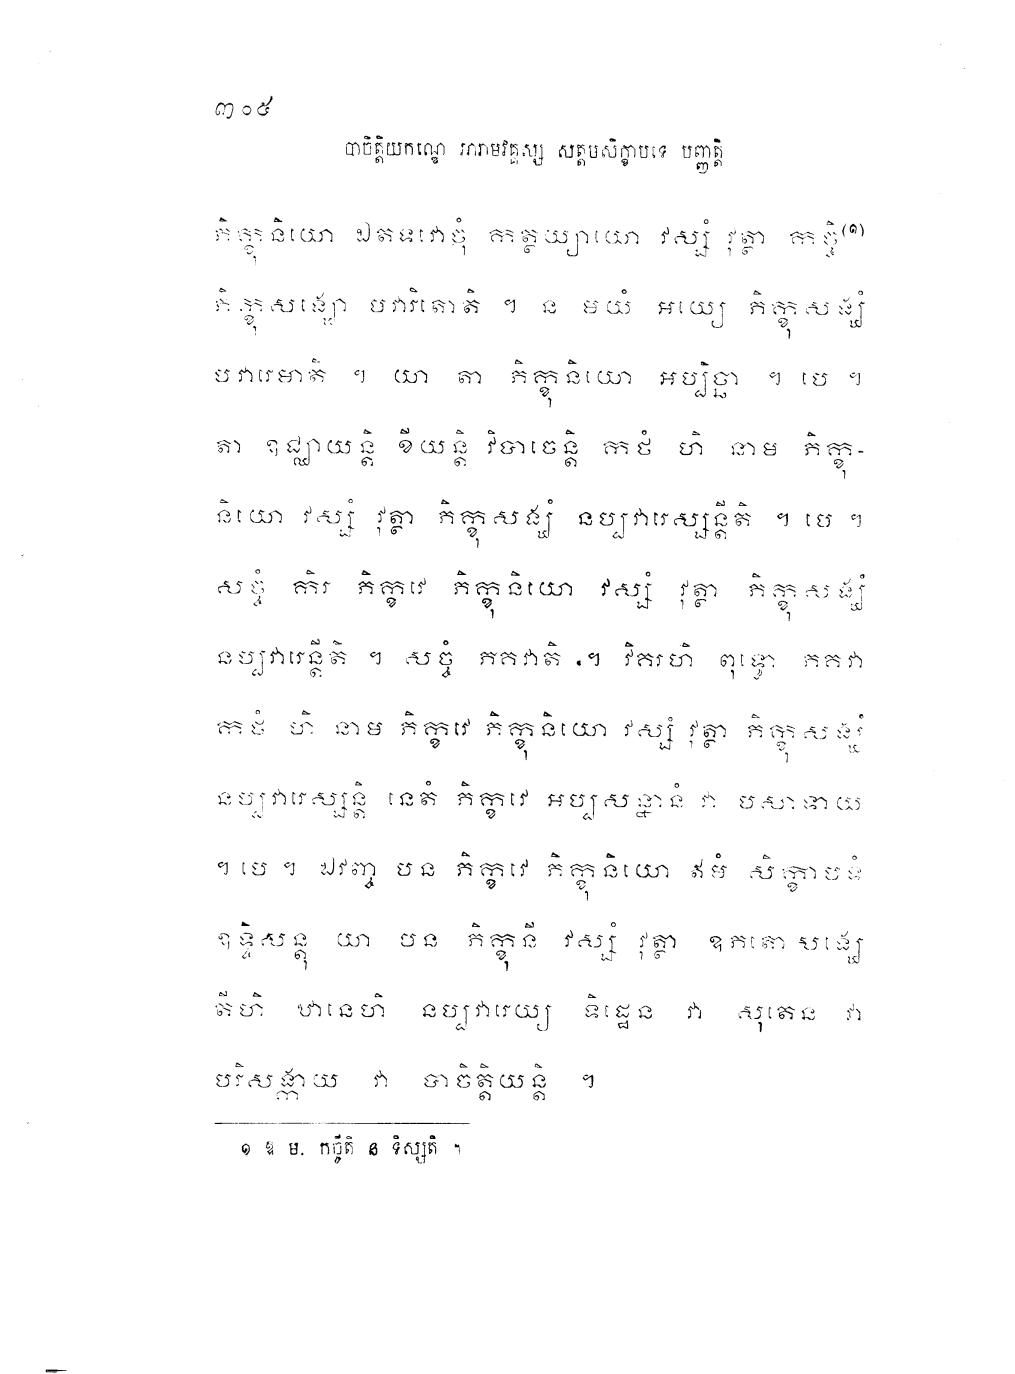 ៣០៥
បាចិត្តិយកណ្ឌេ អារាមវគ្គស្ស សត្តមសិក្ខាបទេ បញ្ញត្តិ
ភិក្ខុនិយោ ឯតទវោចុំ កត្ថយ្យាយោ វស្សំ វុត្ថា កច្ចិ(១)
ភិក្ខុសង្ឃោ បវារិតោតិ ។ ន មយំ អយ្យេ ភិក្ខុសង្ឃំ
បវារេមាតិ ។ យា តា ភិក្ខុនិយោ អប្បិច្ឆា ។ បេ ។
តា ឧជ្ឈាយន្តិ ខីយន្តិ វិបាចេន្តិ កថំ ហិ នាម ភិក្ខុ-
និយោ វស្សំ វុត្ថា ភិក្ខុសង្ឃំ នប្បវារេស្សន្តីតិ ។ បេ ។
សច្ចំ កិរ ភិក្ខវេ ភិក្ខុនិយោ វស្សំ វុត្ថា ភិក្ខុសង្ឃំ
នប្បវារេន្តីតិ ។ សច្ចំ ភគវាតិ ។ វិគរហិ ពុទ្ធោ ភគវា
កថំ ហិ នាម ភិក្ខវេ ភិក្ខុនិយោ វស្សំ វុត្ថា ភិក្ខុសង្ឃំ
នប្បវារេស្សន្តិ នេតំ ភិក្ខវេ អប្បសន្នានំ វា បសាទាយ
។ បេ ។ ឯវញ្ច បន ភិក្ខវេ ភិក្ខុនិយោ ឥមំ សិក្ខាបទំ
ឧទ្ទិសន្តុ យា បន ភិក្ខុនី វស្សំ វុត្ថា ឧភតោសង្ឃេ
តីហិ ឋានេហិ នប្បវារេយ្យ ទិដ្ឋេន វា សុតេន វា
បរិសង្កាយ វា បាចិត្តិយន្តិ ។
១ ឱ ម. កច្ចីតិ ន ទិស្សតិ ។